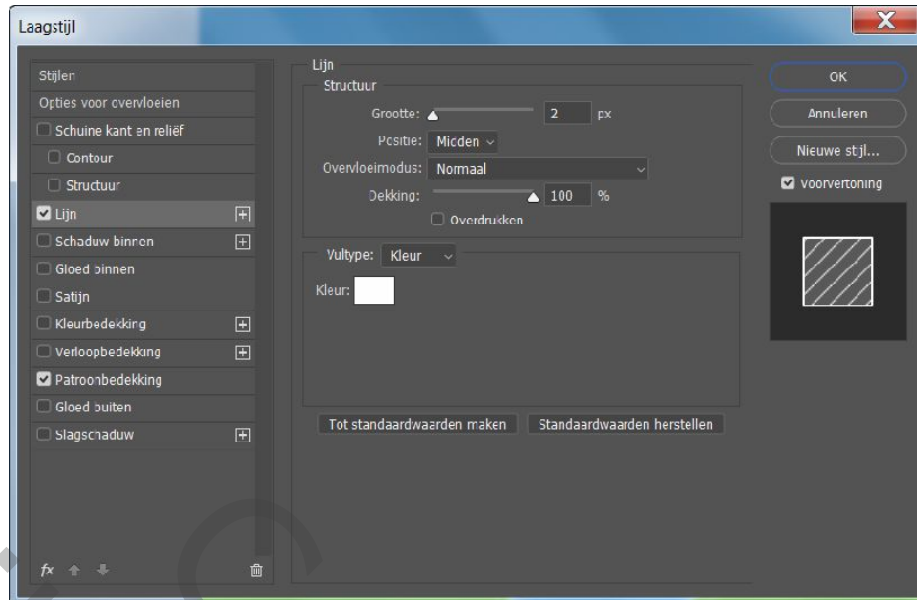 Laagstijl
Stijlen
Opties voor overvloeien
Schuine kant en reliëf
Contour
Structuur
Lijn
Schaduw binnen
Gloed binnen
Satijn
Kleurbedekking
Verloopbedekking
Patroonbedekking
Gloed buiten
Slagschaduw
fx
Lijn
Structuur
Grootte: 2 px
Positie: Midden
Overvloeimodus: Normaal
Dekking: 100 %
Overdrukken
Vultype: Kleur
Kleur:
Tot standaardwaarden maken Standaardwaarden herstellen
OK
Annuleren
Nieuwe stijl...
Voorvertoning